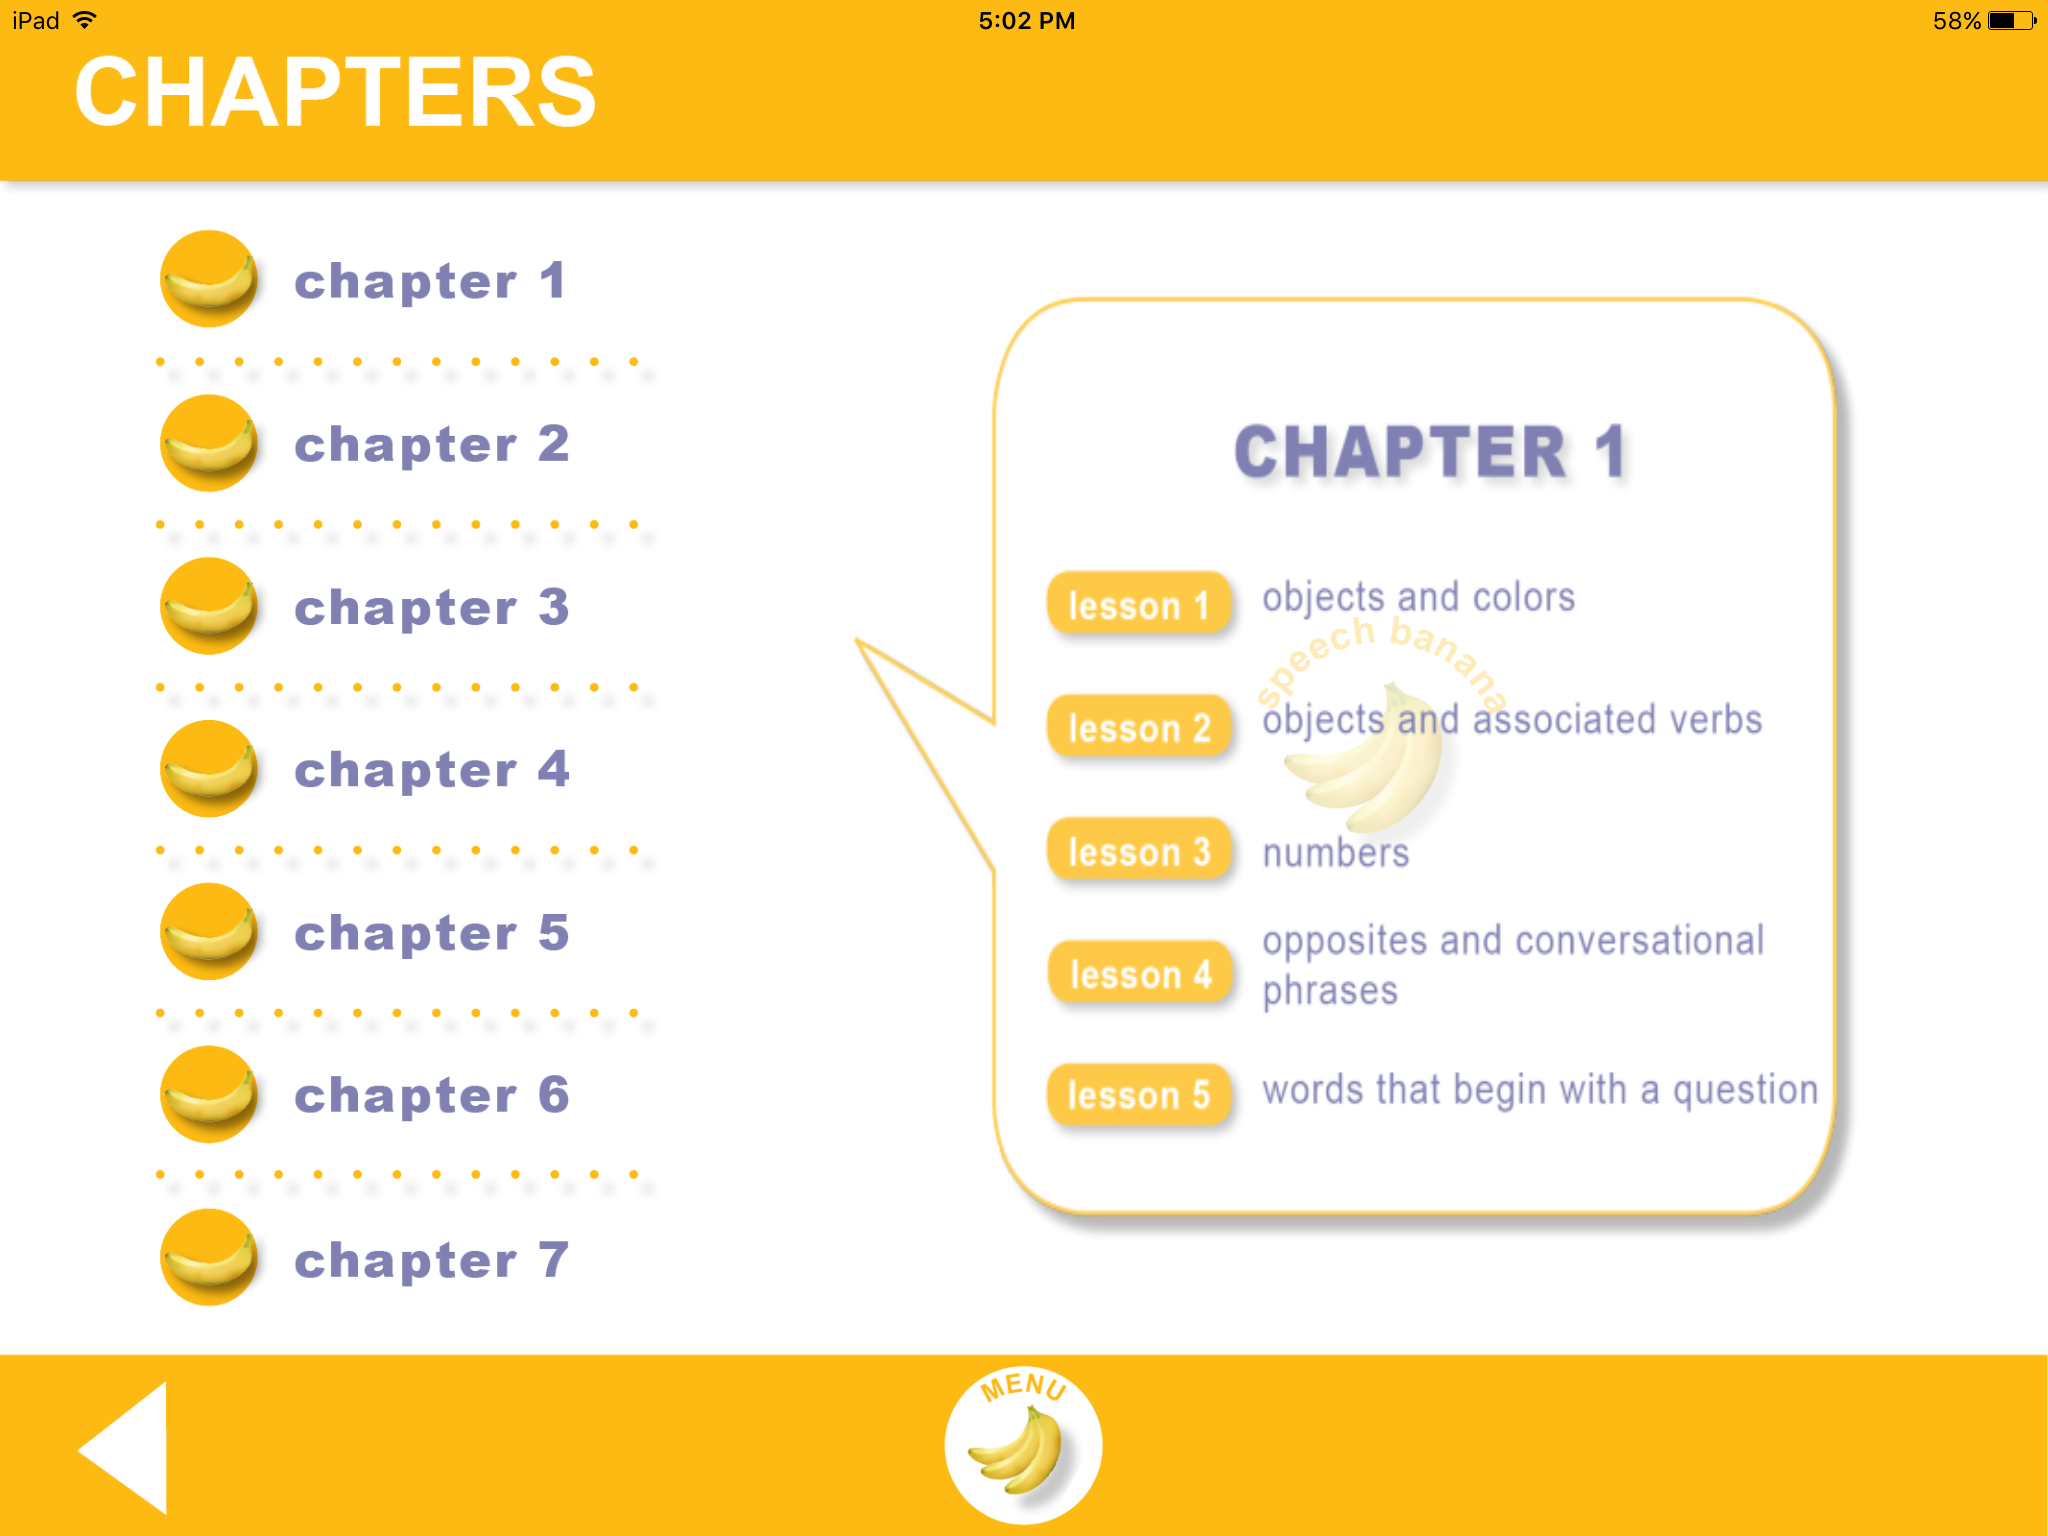 iPad
5:02 PM
58%
CHAPTERS
chapter 1
chapter 2
chapter 3
chapter 4
chapter 5
chapter 6
chapter 7
CHAPTER 1
lesson 1 objects and colors
speech banana
lesson 2 objects and associated verbs
lesson 3 numbers
lesson 4 opposites and conversational
phrases
lesson 5 words that begin with a question
MENU